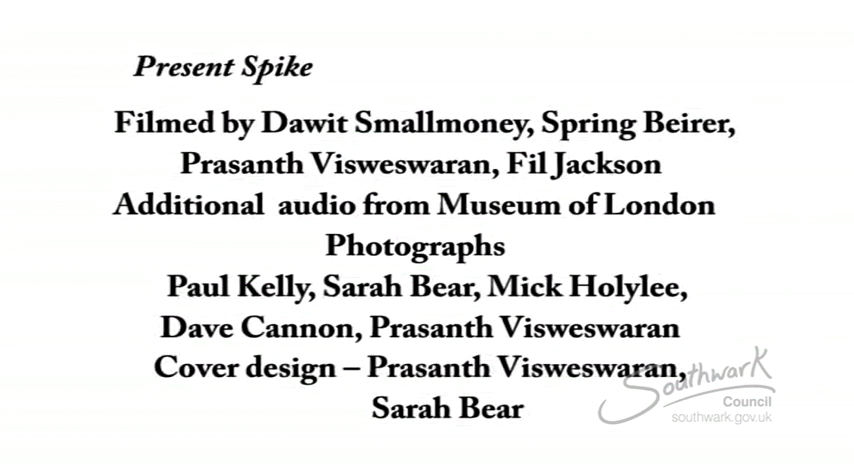 Present Spike
Filmed by Dawit Smallmoney, Spring Beirer,
Prasanth Visweswaran, Fil Jackson
Additional audio from Museum of London
Photographs
Paul Kelly, Sarah Bear, Mick Holylee,
Dave Cannon, Prasanth Visweswaran
Cover design – Prasanth Visweswaran,
Sarah Bear
Southwark
Council
southwark.gov.uk